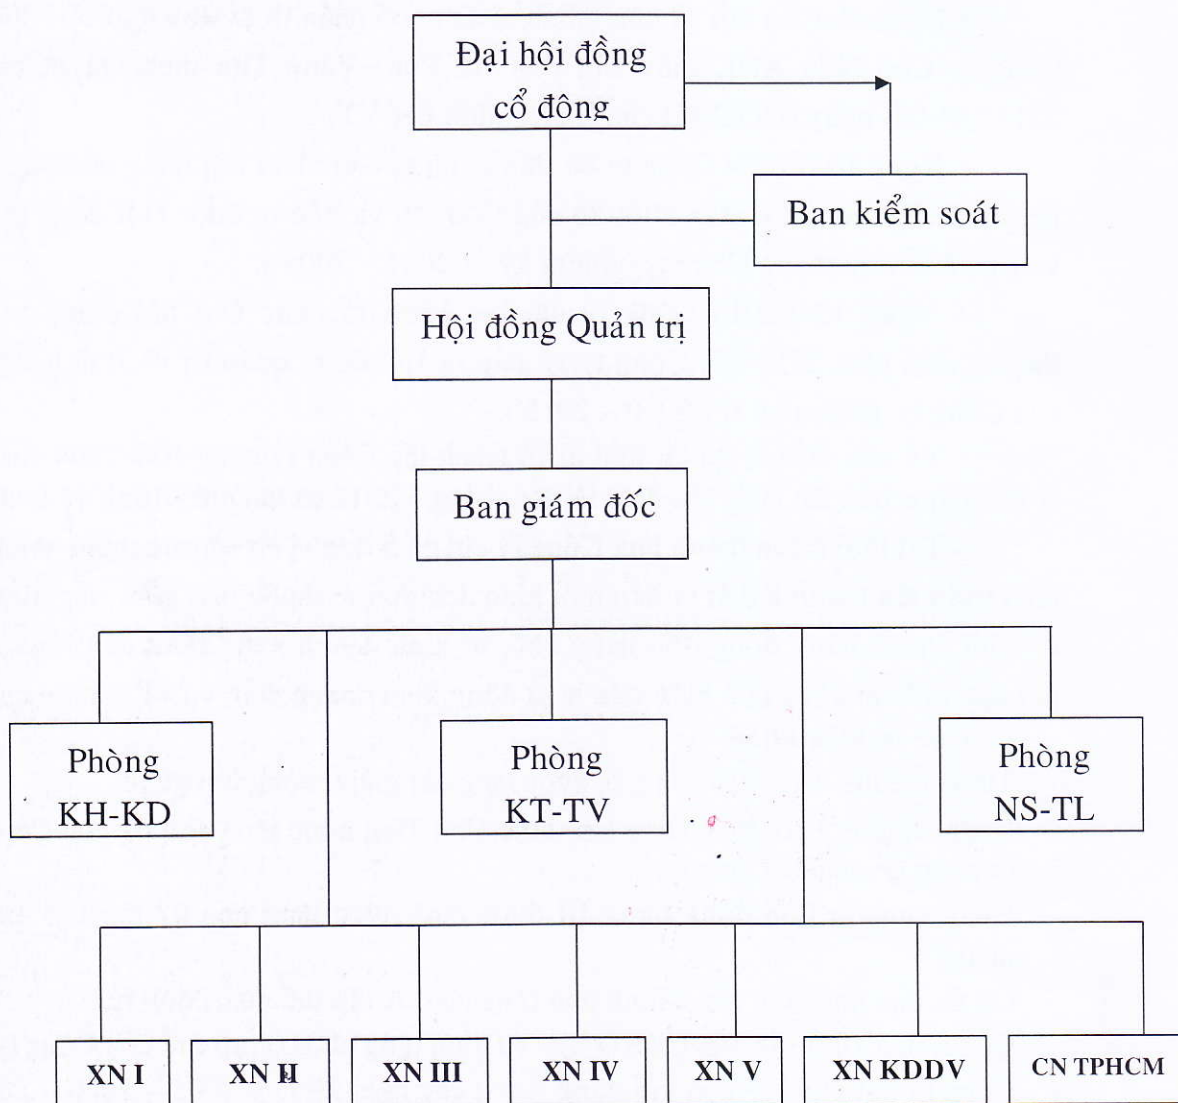 Đại hội đồng
cổ đông
Ban kiểm soát
Hội đồng Quản trị
Ban giám đốc
Phòng
KH-KD
Phòng
KT-TV
Phòng
NS-TL
XN I
XN II
XN III
XN IV
XN V
XN KDDV
CN TPHCM